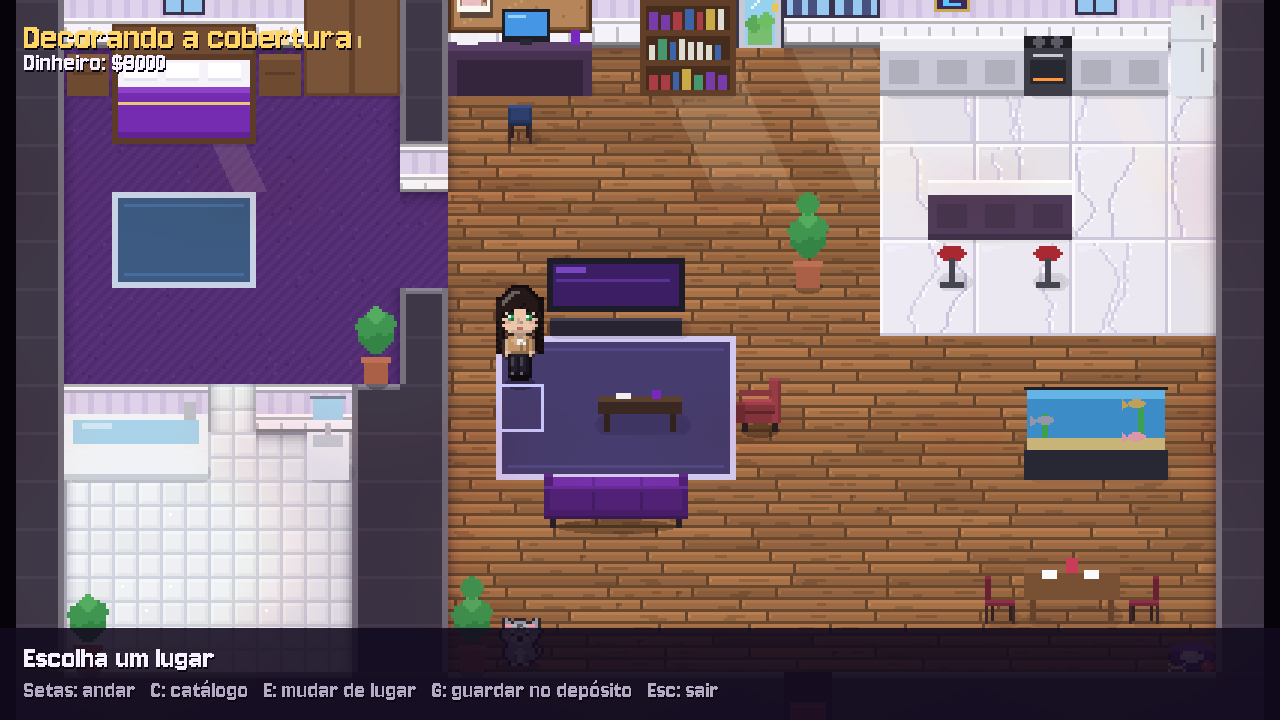 Decorando a cobertura
Dinheiro: $9000
Escolha um lugar
Setas: andar C: catálogo E: mudar de lugar G: guardar no depósito Esc: sair